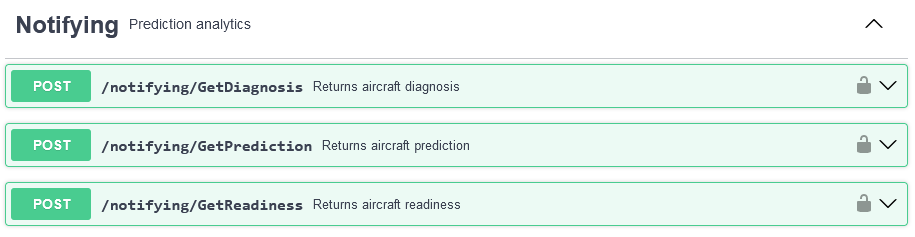 Notifying Prediction analytics
POST /notifying/GetDiagnosis Returns aircraft diagnosis
POST /notifying/GetPrediction Returns aircraft prediction
POST /notifying/GetReadiness Returns aircraft readiness